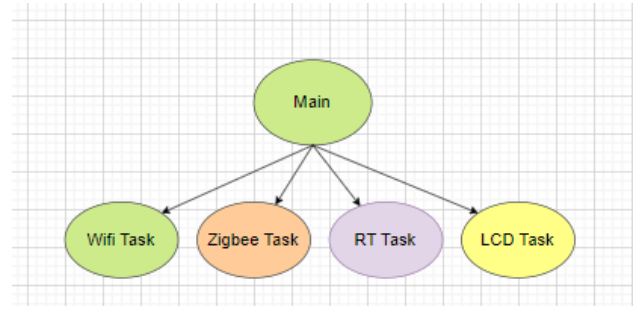 Main
Wifi Task
Zigbee Task
RT Task
LCD Task